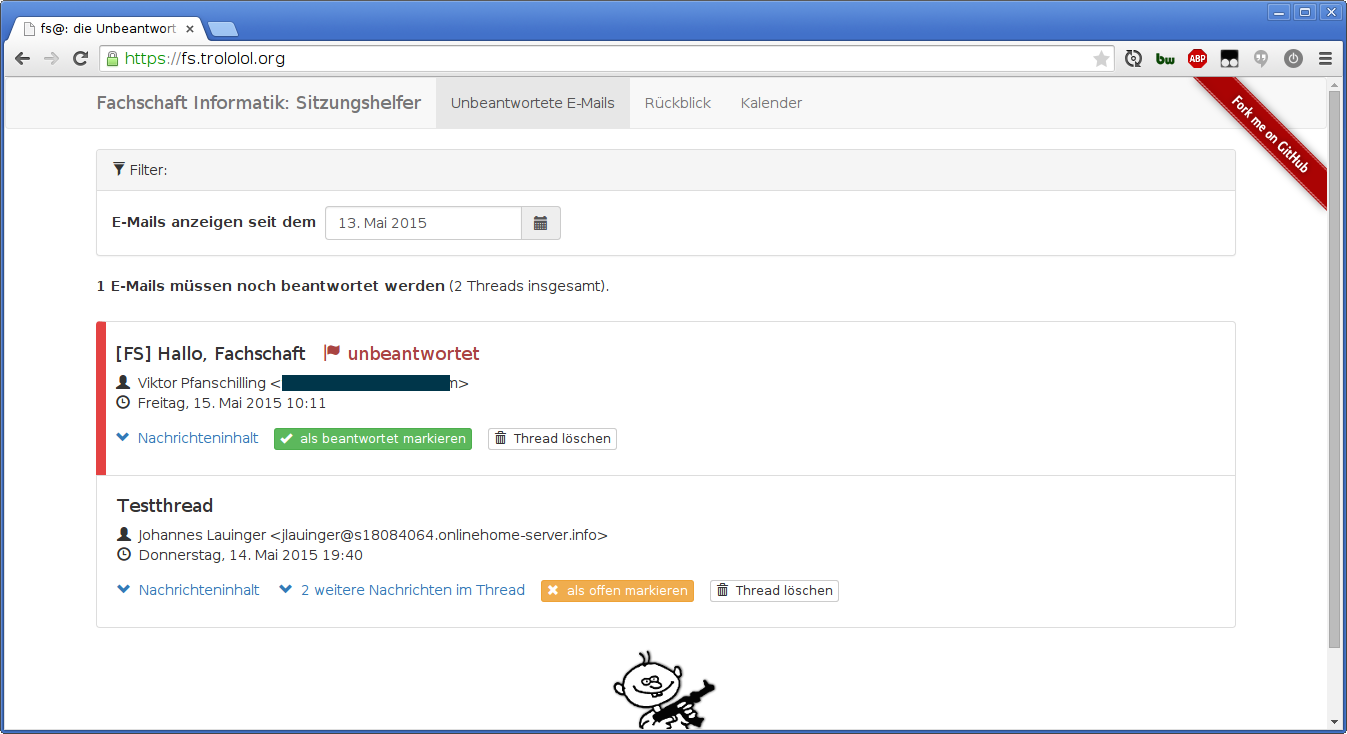 fs@: die Unbeantwort
https://fs.trololol.org
ABP
bw
Fachschaft Informatik: Sitzungshelfer
Unbeantwortete E-Mails
Rückblick
Kalender
Fork me on GitHub
Filter:
E-Mails anzeigen seit dem
13. Mai 2015
1 E-Mails müssen noch beantwortet werden (2 Threads insgesamt).
[FS] Hallo, Fachschaft
unbeantwortet
Viktor Pfanschilling <
>
Freitag, 15. Mai 2015 10:11
Nachrichteninhalt
als beantwortet markieren
Thread löschen
Testthread
Johannes Lauinger <jlauinger@s18084064.onlinehome-server.info>
Donnerstag, 14. Mai 2015 19:40
Nachrichteninhalt
2 weitere Nachrichten im Thread
als offen markieren
Thread löschen